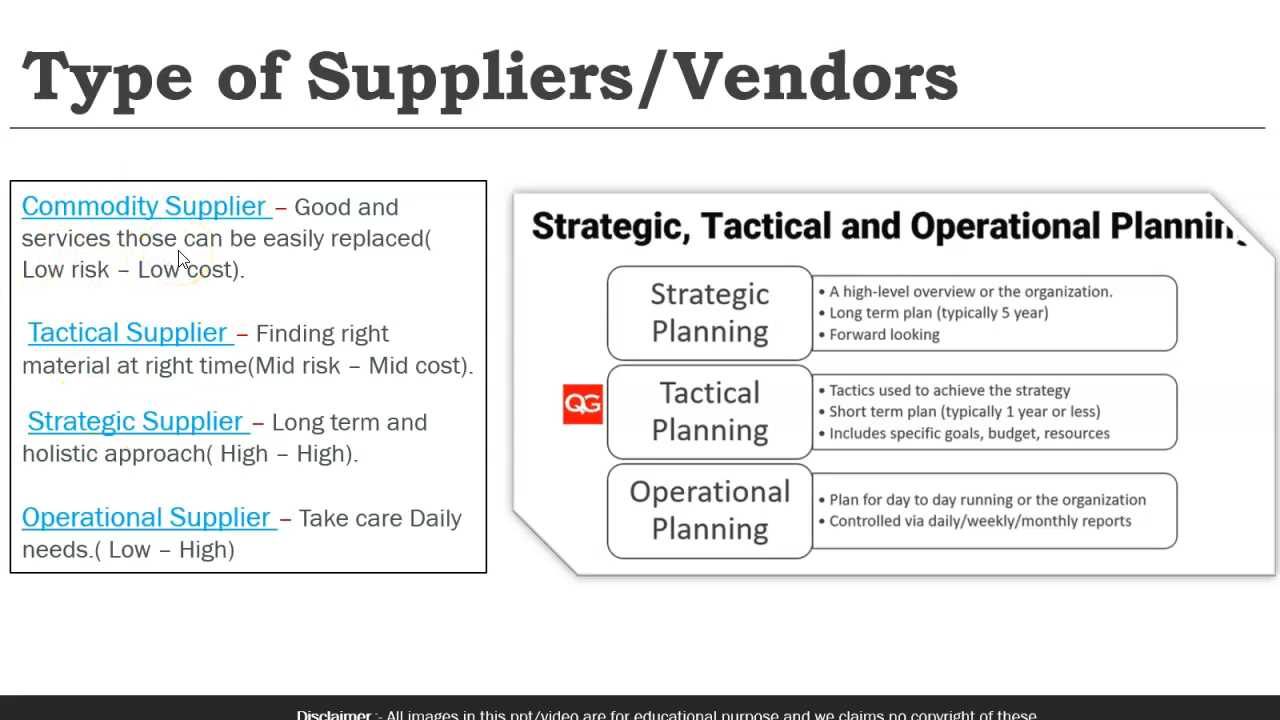 Type of Suppliers/Vendors
Commodity Supplier – Good and
services those can be easily replaced(
Low risk – Low cost).
Tactical Supplier – Finding right
material at right time(Mid risk – Mid cost).
Strategic Supplier – Long term and
holistic approach( High – High).
Operational Supplier – Take care Daily
needs.( Low – High)
Strategic, Tactical and Operational Planning
Strategic
Planning
• A high-level overview or the organization.
• Long term plan (typically 5 year)
• Forward looking
QG
Tactical
Planning
• Tactics used to achieve the strategy
• Short term plan (typically 1 year or less)
• Includes specific goals, budget, resources
Operational
Planning
• Plan for day to day running or the organization
• Controlled via daily/weekly/monthly reports
Disclaimer :- All images in this ppt/video are for educational purpose and we claims no copyright of these